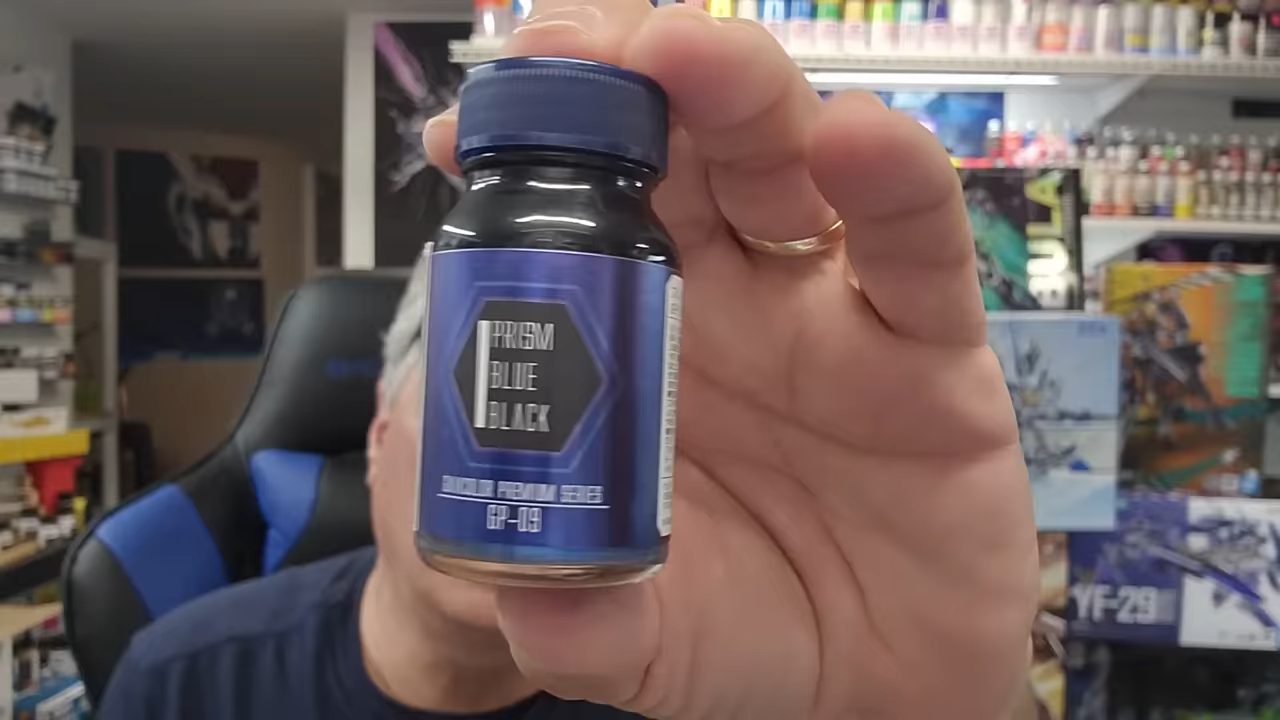 PRISM
BLUE
BLACK
GAIACOLOR PREMIUM SERIES
GP-09
YF-29